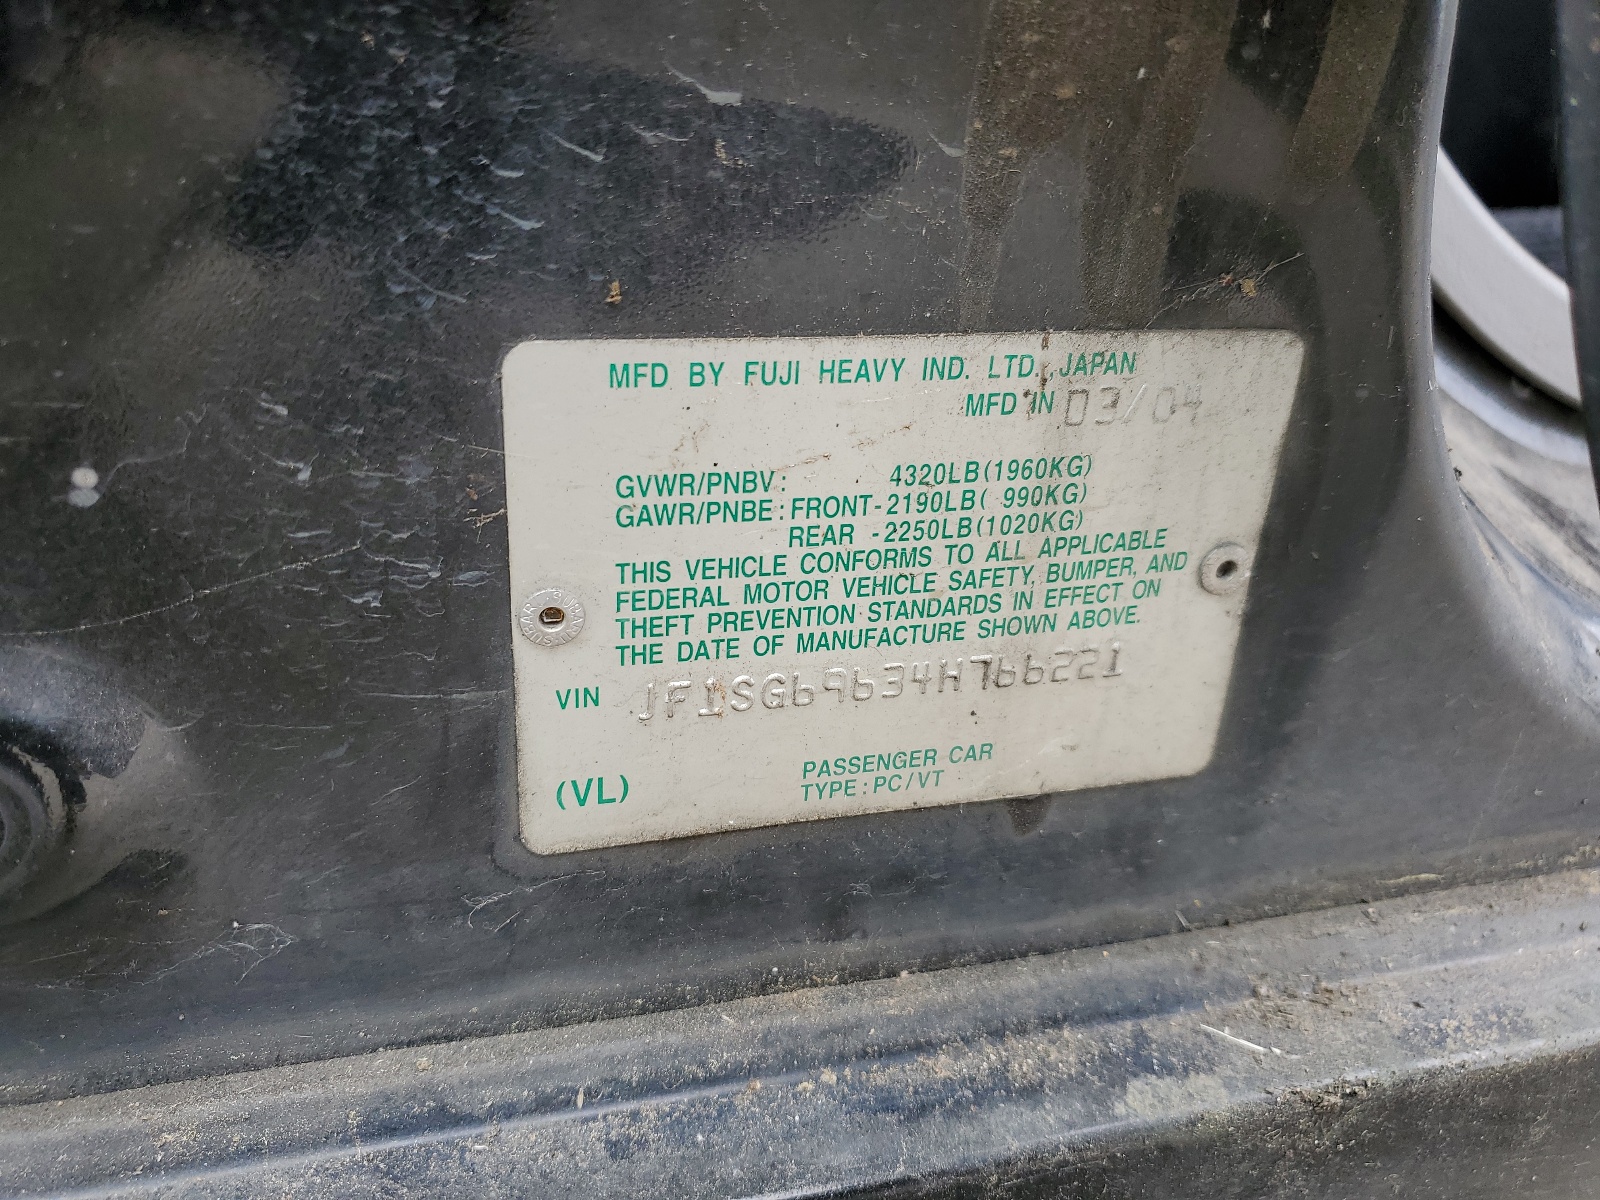 MFD BY FUJI HEAVY IND. LTD. JAPAN
MFD IN 03/04
GVWR/PNBV: 4320LB(1960KG)
GAWR/PNBE: FRONT-2190LB( 990KG)
REAR -2250LB(1020KG)
THIS VEHICLE CONFORMS TO ALL APPLICABLE
FEDERAL MOTOR VEHICLE SAFETY, BUMPER, AND
THEFT PREVENTION STANDARDS IN EFFECT ON
THE DATE OF MANUFACTURE SHOWN ABOVE.
VIN JF1SG69634H766221
PASSENGER CAR
(VL) TYPE: PC/VT